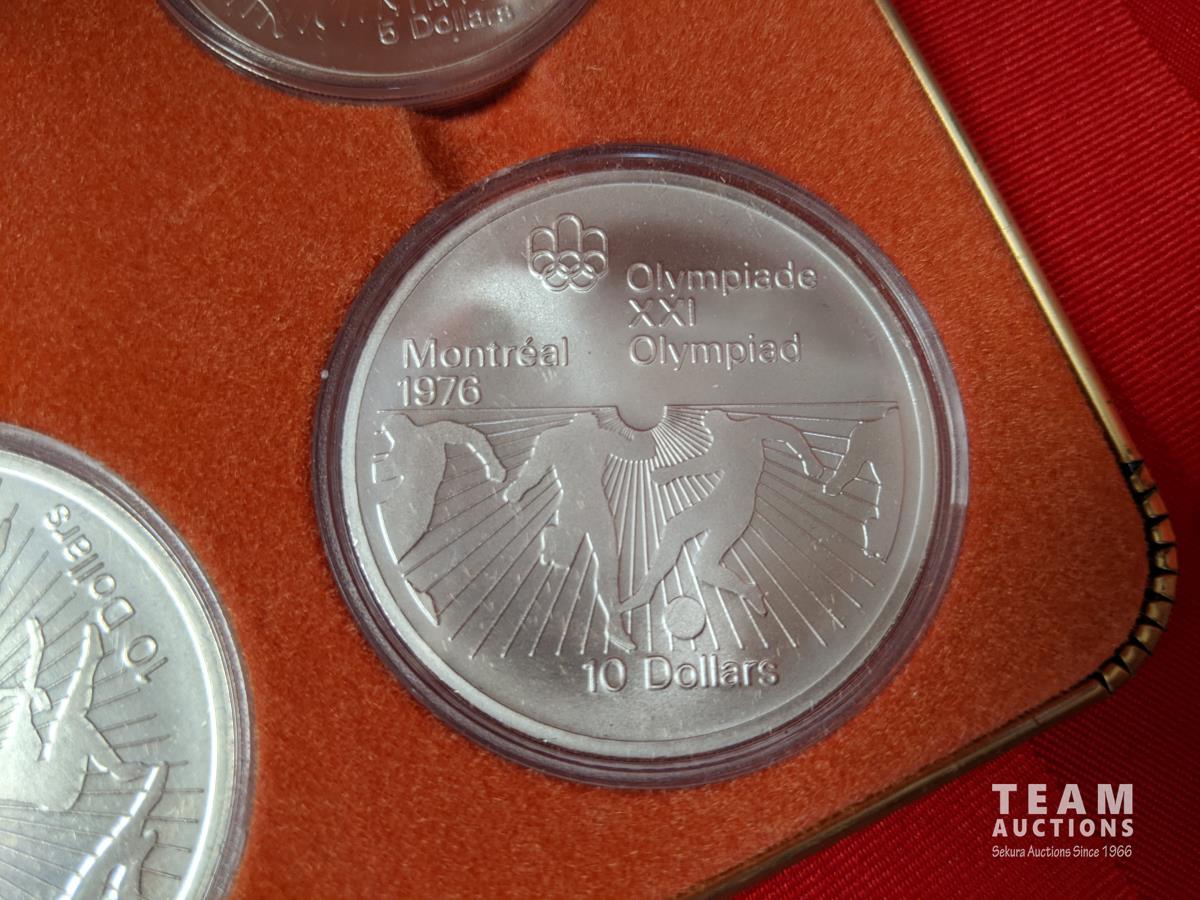 5 Dollars
Olympiade
XXI
Olympiad
Montréal
1976
10 Dollars
10 Dollars
TEAM
AUCTIONS
Sekura Auctions Since 1966